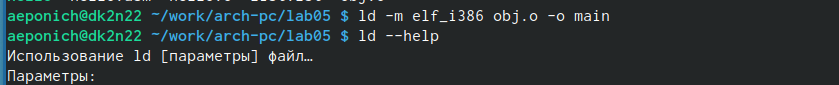 aeponich@dk2n22 ~/work/arch-pc/lab05 $ ld -m elf_i386 obj.o -o main
aeponich@dk2n22 ~/work/arch-pc/lab05 $ ld --help
Использование ld [параметры] файл…
Параметры: